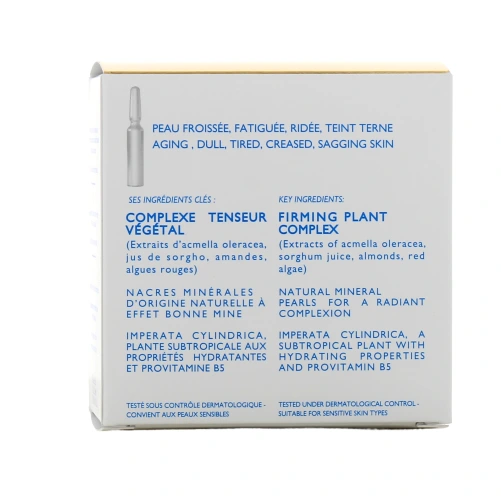 PEAU FROISSÉE, FATIGUÉE, RIDÉE, TEINT TERNE
AGING , DULL, TIRED, CREASED, SAGGING SKIN
SES INGRÉDIENTS CLÉS :
COMPLEXE TENSEUR
VÉGÉTAL
(Extraits d'acmella oleracea,
jus de sorgho, amandes,
algues rouges)
NACRES MINÉRALES
D'ORIGINE NATURELLE À
EFFET BONNE MINE
IMPERATA CYLINDRICA,
PLANTE SUBTROPICALE AUX
PROPRIÉTÉS HYDRATANTES
ET PROVITAMINE B5
TESTÉ SOUS CONTRÔLE DERMATOLOGIQUE -
CONVIENT AUX PEAUX SENSIBLES
KEY INGREDIENTS:
FIRMING PLANT
COMPLEX
(Extracts of acmella oleracea,
sorghum juice, almonds, red
algae)
NATURAL MINERAL
PEARLS FOR A RADIANT
COMPLEXION
IMPERATA CYLINDRICA, A
SUBTROPICAL PLANT WITH
HYDRATING PROPERTIES
AND PROVITAMIN B5
TESTED UNDER DERMATOLOGICAL CONTROL -
SUITABLE FOR SENSITIVE SKIN TYPES